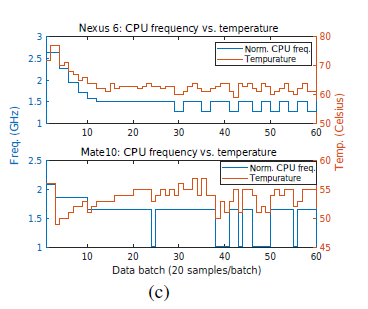 Nexus 6: CPU frequency vs. temperature
3 80
Norm. CPU freq.
Tempurature
2.5 70
2
1.5 60
1 50
10 20 30 40 50 60
Freq. (GHz)
Temp. (Celsius)
Mate10: CPU frequency vs. temperature
2.5 60
Norm. CPU freq.
Tempurature
2 55
1.5 50
1 45
10 20 30 40 50 60
Data batch (20 samples/batch)
(c)